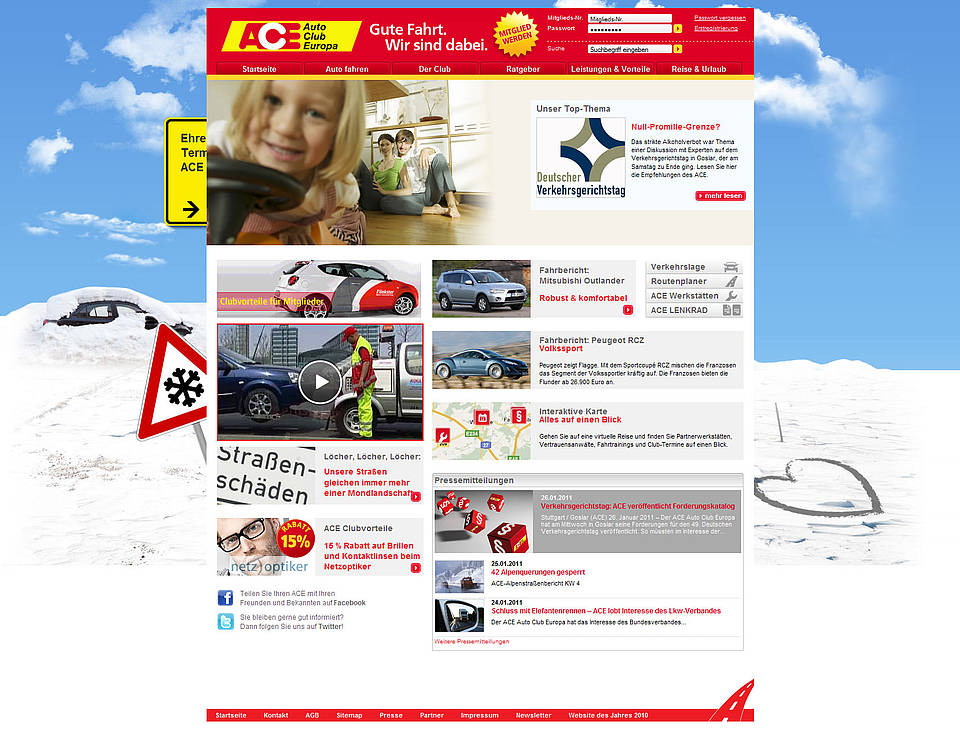 ACE Auto
Club
Europa
Gute Fahrt.
Wir sind dabei.
MITGLIED
WERDEN
Mitglieds-Nr.
Mitglieds-Nr.
Passwort vergessen
Passwort
Erstregistrierung
Suche
Suchbegriff eingeben
Startseite
Auto fahren
Der Club
Ratgeber
Leistungen & Vorteile
Reise & Urlaub
Ehre
Term
ACE
Unser Top-Thema
Deutscher
Verkehrsgerichtstag
Null-Promille-Grenze?
Das strikte Alkoholverbot war Thema
einer Diskussion mit Experten auf dem
Verkehrsgerichtstag in Goslar, der am
Samstag zu Ende ging. Lesen Sie hier
die Empfehlungen des ACE.
mehr lesen
Clubvorteile für Mitglieder
Fahrbericht:
Mitsubishi Outlander
Robust & komfortabel
Verkehrslage
Routenplaner
ACE Werkstätten
ACE LENKRAD
Fahrbericht: Peugeot RCZ
Volkssport
Peugeot zeigt Flagge. Mit dem Sportcoupé RCZ mischen die Franzosen
das Segment der Volkssportler kräftig auf. Die Franzosen bieten die
Flunder ab 26.900 Euro an.
Interaktive Karte
Alles auf einen Blick
Gehen Sie auf eine virtuelle Reise und finden Sie Partnerwerkstätten,
Vertrauensanwälte, Fahrtrainings und Club-Termine auf einen Blick.
Straßen-
schäden
Löcher, Löcher, Löcher:
Unsere Straßen
gleichen immer mehr
einer Mondlandschaft
RABATT
15%
netzoptiker
ACE Clubvorteile
15 % Rabatt auf Brillen
und Kontaktlinsen beim
Netzoptiker
Teilen Sie Ihren ACE mit Ihren
Freunden und Bekannten auf Facebook
Sie bleiben gerne gut informiert?
Dann folgen Sie uns auf Twitter!
Pressemitteilungen
26.01.2011
Verkehrsgerichtstag: ACE veröffentlicht Forderungskatalog
Stuttgart / Goslar (ACE) 26. Januar 2011 – Der ACE Auto Club Europa
hat am Mittwoch in Goslar seine Forderungen für den 49. Deutschen
Verkehrsgerichtstag veröffentlicht. So müssten im Interesse der...
25.01.2011
42 Alpenquerungen gesperrt
ACE-Alpenstraßenbericht KW 4
24.01.2011
Schluss mit Elefantenrennen – ACE lobt Interesse des Lkw-Verbandes
Der ACE Auto Club Europa hat das Interesse des Bundesverbandes...
Weitere Pressemitteilungen
Startseite
Kontakt
AGB
Sitemap
Presse
Partner
Impressum
Newsletter
Website des Jahres 2010